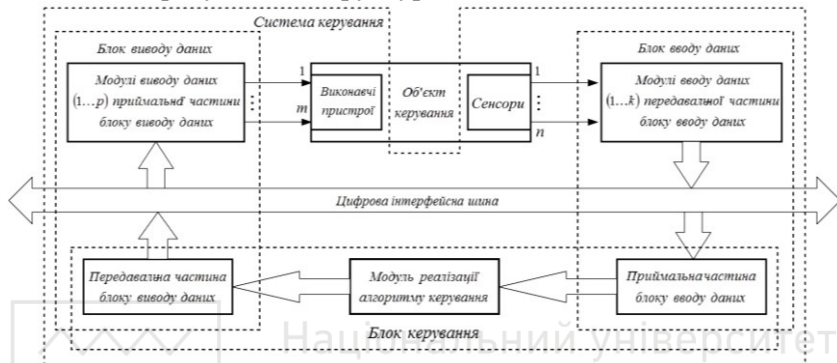 Система керування
Блок виводу даних
Блок вводу даних
Модулі виводу даних
(1...p) приймальної частини
блоку виводу даних
1
⋮
m
Виконавчі
пристрої
Об'єкт
керування
Сенсори
1
⋮
n
Модулі вводу даних
(1...k) передавальної частини
блоку вводу даних
Цифрова інтерфейсна шина
Передавальна частина
блоку виводу даних
Модуль реалізації
алгоритму керування
Приймальна частина
блоку вводу даних
Блок керування
Національний університет